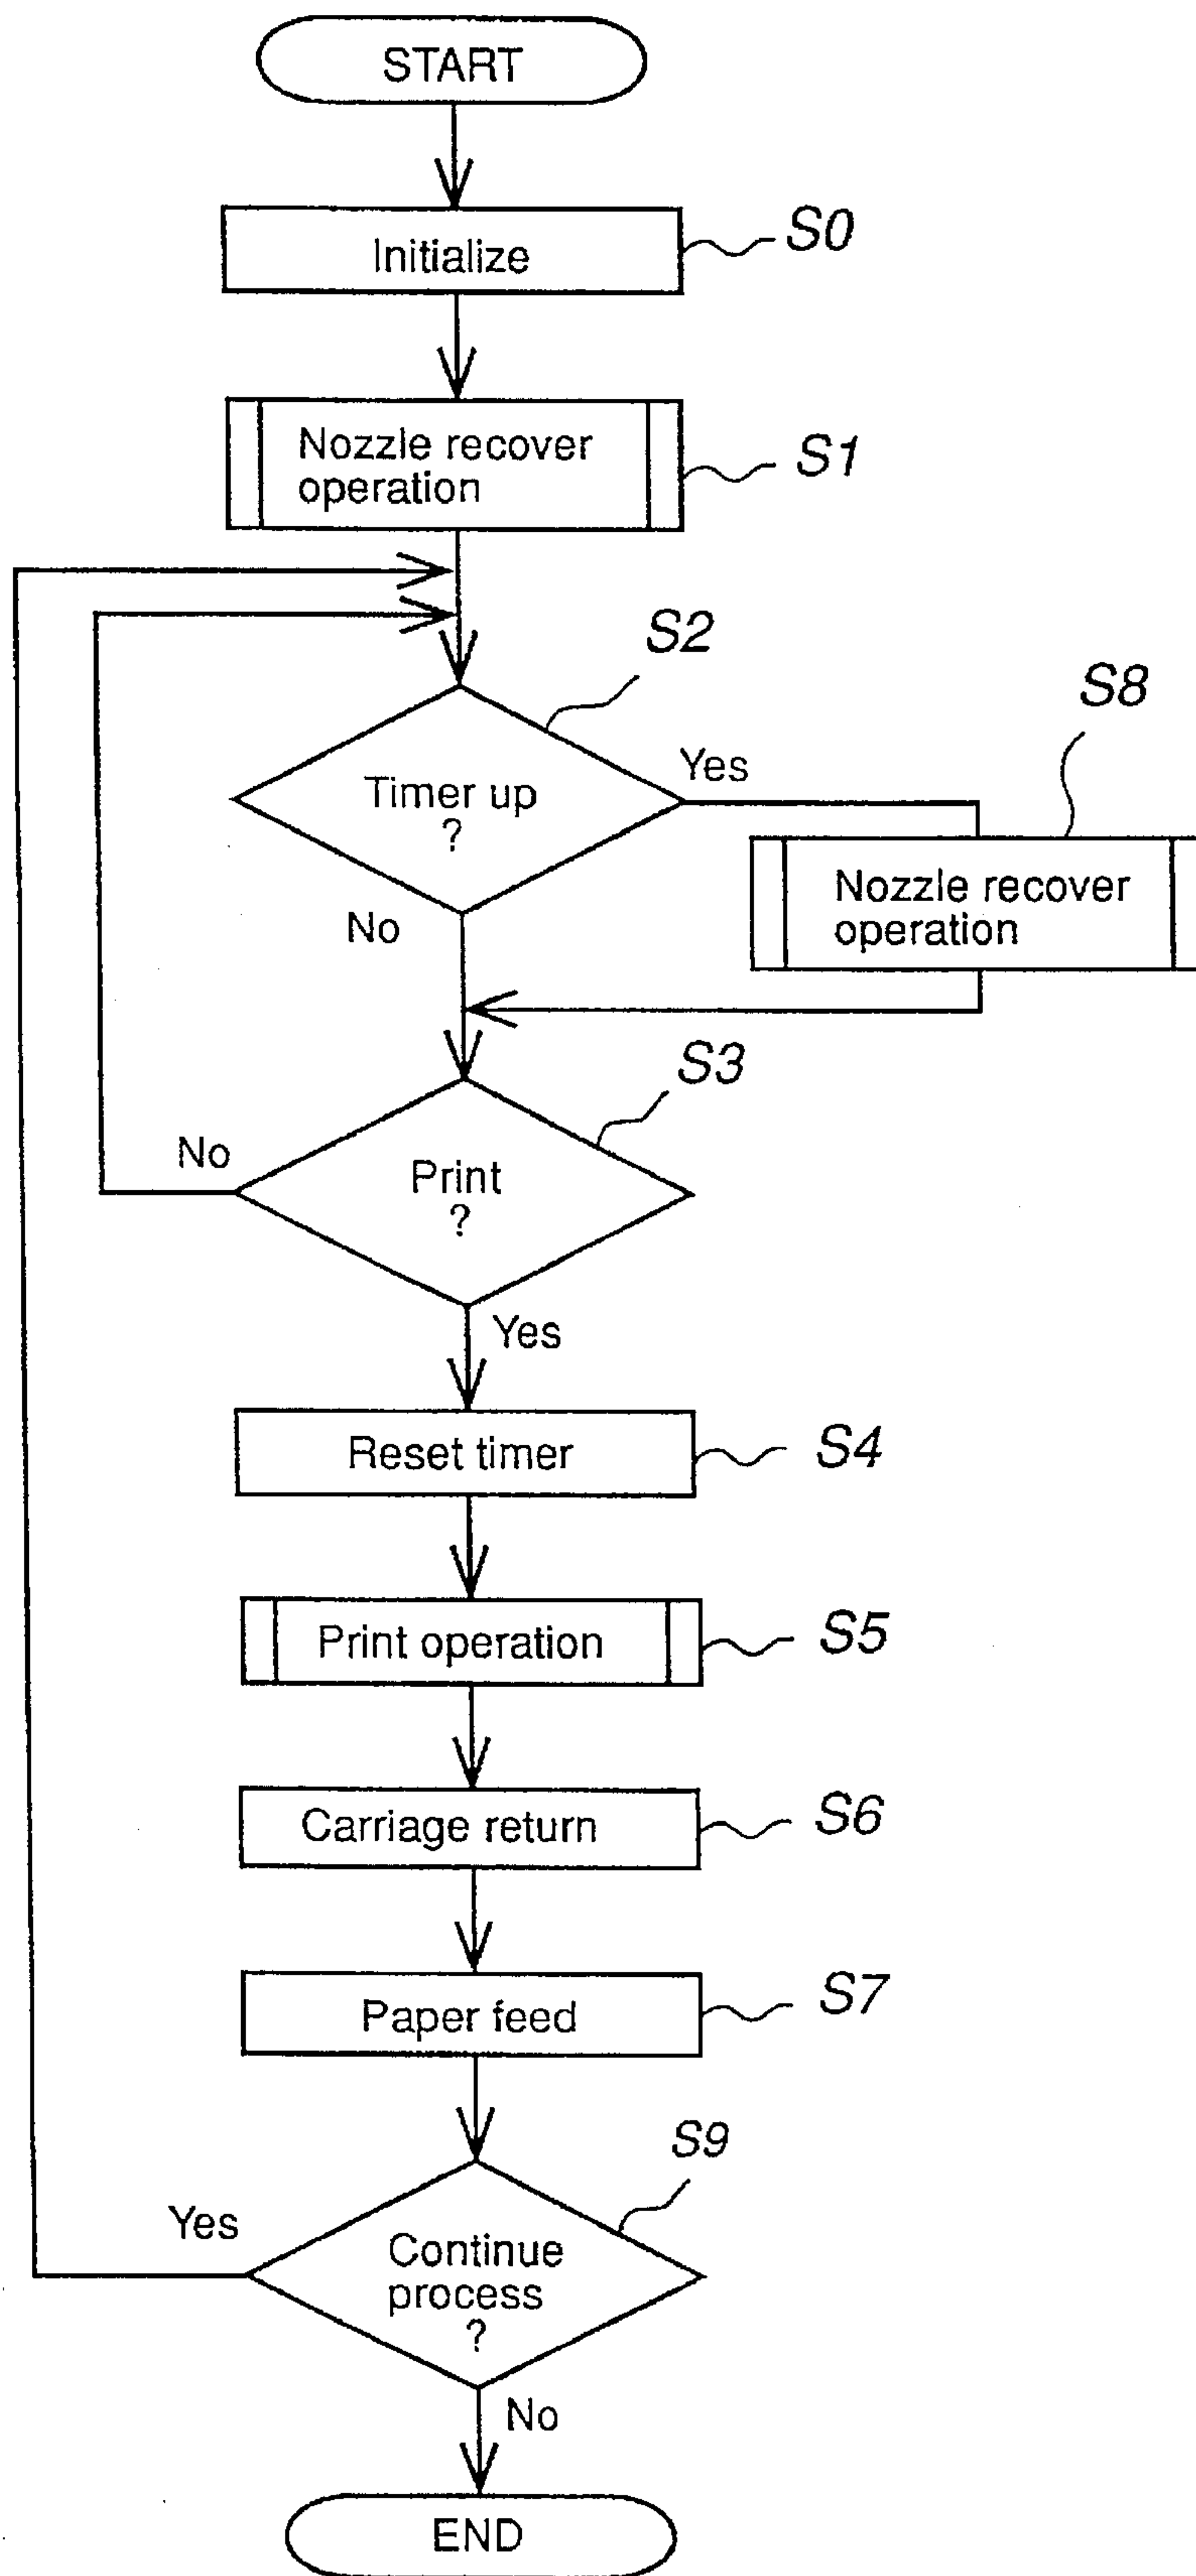 START
Initialize
S0
Nozzle recover
operation
S1
S2
Timer up
?
Yes
No
S8
Nozzle recover
operation
S3
Print
?
No
Yes
Reset timer
S4
Print operation
S5
Carriage return
S6
Paper feed
S7
S9
Continue
process
?
Yes
No
END